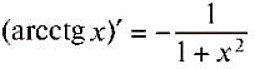 (arcctg x)′ = − 1 / (1 + x²)